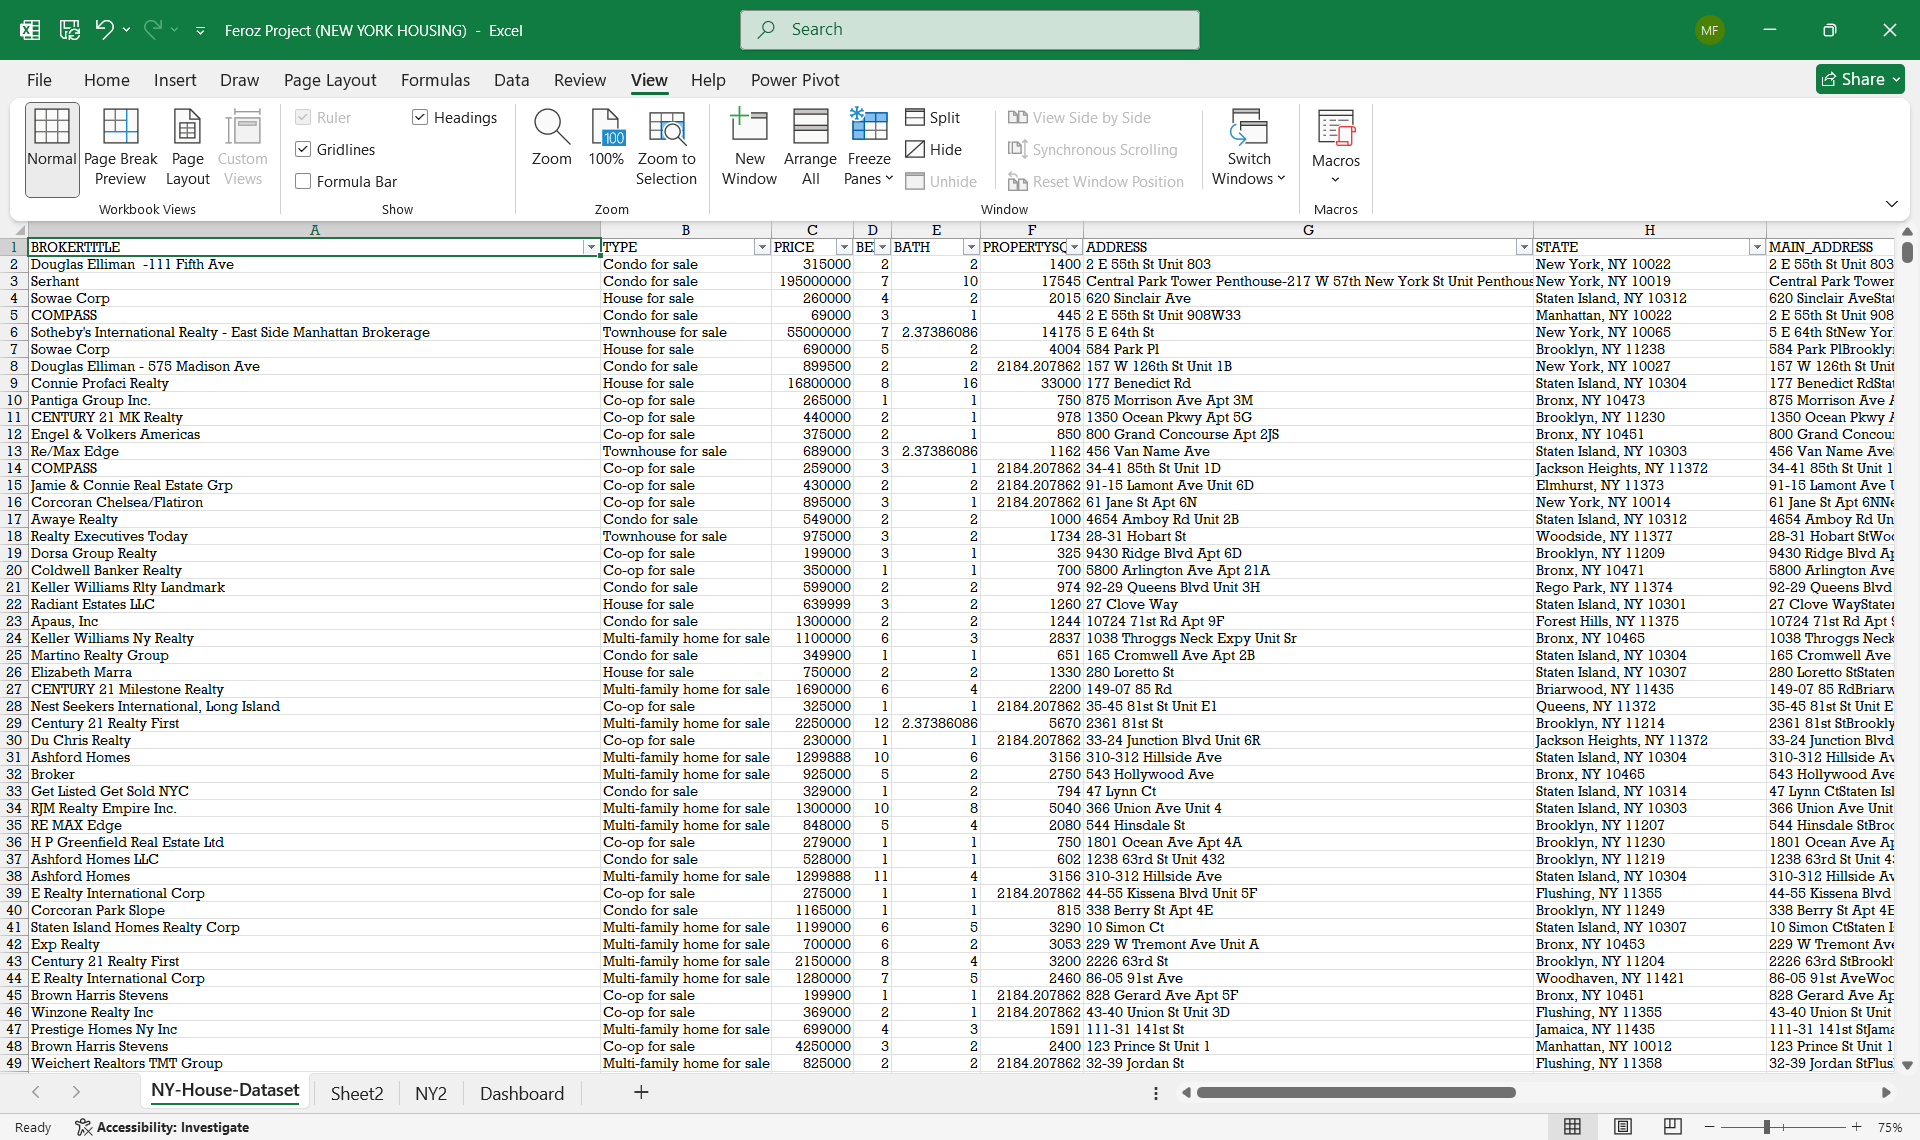 Feroz Project (NEW YORK HOUSING) - Excel
Search
MF
File Home Insert Draw Page Layout Formulas Data Review View Help Power Pivot
Share
Normal Page Break Preview Page Layout Custom Views
Workbook Views
Ruler Headings
Gridlines
Formula Bar
Show
Zoom 100% Zoom to Selection
Zoom
New Window Arrange All Freeze Panes
Split
Hide
Unhide
View Side by Side
Synchronous Scrolling
Reset Window Position
Switch Windows
Window
Macros
Macros
A B C D E F G H
1 BROKERTITLE TYPE PRICE BE BATH PROPERTYSQ ADDRESS STATE MAIN_ADDRESS
2 Douglas Elliman -111 Fifth Ave Condo for sale 315000 2 2 1400 2 E 55th St Unit 803 New York, NY 10022 2 E 55th St Unit 803
3 Serhant Condo for sale 195000000 7 10 17545 Central Park Tower Penthouse-217 W 57th New York St Unit Penthous New York, NY 10019 Central Park Tower
4 Sowae Corp House for sale 260000 4 2 2015 620 Sinclair Ave Staten Island, NY 10312 620 Sinclair AveStat
5 COMPASS Condo for sale 69000 3 1 445 2 E 55th St Unit 908W33 Manhattan, NY 10022 2 E 55th St Unit 908
6 Sotheby's International Realty - East Side Manhattan Brokerage Townhouse for sale 55000000 7 2.37386086 14175 5 E 64th St New York, NY 10065 5 E 64th StNew Yor
7 Sowae Corp House for sale 690000 5 2 4004 584 Park Pl Brooklyn, NY 11238 584 Park PlBrooklyn
8 Douglas Elliman - 575 Madison Ave Condo for sale 899500 2 2 2184.207862 157 W 126th St Unit 1B New York, NY 10027 157 W 126th St Unit
9 Connie Profaci Realty House for sale 16800000 8 16 33000 177 Benedict Rd Staten Island, NY 10304 177 Benedict RdStat
10 Pantiga Group Inc. Co-op for sale 265000 1 1 750 875 Morrison Ave Apt 3M Bronx, NY 10473 875 Morrison Ave A
11 CENTURY 21 MK Realty Co-op for sale 440000 2 1 978 1350 Ocean Pkwy Apt 5G Brooklyn, NY 11230 1350 Ocean Pkwy A
12 Engel & Volkers Americas Co-op for sale 375000 2 1 850 800 Grand Concourse Apt 2JS Bronx, NY 10451 800 Grand Concou
13 Re/Max Edge Townhouse for sale 689000 3 2.37386086 1162 456 Van Name Ave Staten Island, NY 10303 456 Van Name Ave
14 COMPASS Co-op for sale 259000 3 1 2184.207862 34-41 85th St Unit 1D Jackson Heights, NY 11372 34-41 85th St Unit 1
15 Jamie & Connie Real Estate Grp Co-op for sale 430000 2 2 2184.207862 91-15 Lamont Ave Unit 6D Elmhurst, NY 11373 91-15 Lamont Ave U
16 Corcoran Chelsea/Flatiron Co-op for sale 895000 3 1 2184.207862 61 Jane St Apt 6N New York, NY 10014 61 Jane St Apt 6NNe
17 Awaye Realty Condo for sale 549000 2 2 1000 4654 Amboy Rd Unit 2B Staten Island, NY 10312 4654 Amboy Rd Un
18 Realty Executives Today Townhouse for sale 975000 3 2 1734 28-31 Hobart St Woodside, NY 11377 28-31 Hobart StWoo
19 Dorsa Group Realty Co-op for sale 199000 3 1 325 9430 Ridge Blvd Apt 6D Brooklyn, NY 11209 9430 Ridge Blvd Ap
20 Coldwell Banker Realty Co-op for sale 350000 1 1 700 5800 Arlington Ave Apt 21A Bronx, NY 10471 5800 Arlington Ave
21 Keller Williams Rlty Landmark Condo for sale 599000 2 2 974 92-29 Queens Blvd Unit 3H Rego Park, NY 11374 92-29 Queens Blvd
22 Radiant Estates LLC House for sale 639999 3 2 1260 27 Clove Way Staten Island, NY 10301 27 Clove WayStaten
23 Apaus, Inc Condo for sale 1300000 2 2 1244 10724 71st Rd Apt 9F Forest Hills, NY 11375 10724 71st Rd Apt 9
24 Keller Williams Ny Realty Multi-family home for sale 1100000 6 3 2837 1038 Throggs Neck Expy Unit Sr Bronx, NY 10465 1038 Throggs Neck
25 Martino Realty Group Condo for sale 349900 1 1 651 165 Cromwell Ave Apt 2B Staten Island, NY 10304 165 Cromwell Ave
26 Elizabeth Marra House for sale 750000 2 2 1330 280 Loretto St Staten Island, NY 10307 280 Loretto StStaten
27 CENTURY 21 Milestone Realty Multi-family home for sale 1690000 6 4 2200 149-07 85 Rd Briarwood, NY 11435 149-07 85 RdBriarw
28 Nest Seekers International, Long Island Co-op for sale 325000 1 1 2184.207862 35-45 81st St Unit E1 Queens, NY 11372 35-45 81st St Unit E
29 Century 21 Realty First Multi-family home for sale 2250000 12 2.37386086 5670 2361 81st St Brooklyn, NY 11214 2361 81st StBrookly
30 Du Chris Realty Co-op for sale 230000 1 1 2184.207862 33-24 Junction Blvd Unit 6R Jackson Heights, NY 11372 33-24 Junction Blvd
31 Ashford Homes Multi-family home for sale 1299888 10 6 3156 310-312 Hillside Ave Staten Island, NY 10304 310-312 Hillside Av
32 Broker Multi-family home for sale 925000 5 2 2750 543 Hollywood Ave Bronx, NY 10465 543 Hollywood Ave
33 Get Listed Get Sold NYC Condo for sale 329000 1 2 794 47 Lynn Ct Staten Island, NY 10314 47 Lynn CtStaten Isl
34 RJM Realty Empire Inc. Multi-family home for sale 1300000 10 8 5040 366 Union Ave Unit 4 Staten Island, NY 10303 366 Union Ave Unit
35 RE MAX Edge Multi-family home for sale 848000 5 4 2080 544 Hinsdale St Brooklyn, NY 11207 544 Hinsdale StBroo
36 H P Greenfield Real Estate Ltd Co-op for sale 279000 1 1 750 1801 Ocean Ave Apt 4A Brooklyn, NY 11230 1801 Ocean Ave Ap
37 Ashford Homes LLC Condo for sale 528000 1 1 602 1238 63rd St Unit 432 Brooklyn, NY 11219 1238 63rd St Unit 43
38 Ashford Homes Multi-family home for sale 1299888 11 4 3156 310-312 Hillside Ave Staten Island, NY 10304 310-312 Hillside Av
39 E Realty International Corp Co-op for sale 275000 1 1 2184.207862 44-55 Kissena Blvd Unit 5F Flushing, NY 11355 44-55 Kissena Blvd
40 Corcoran Park Slope Condo for sale 1165000 1 1 815 338 Berry St Apt 4E Brooklyn, NY 11249 338 Berry St Apt 4E
41 Staten Island Homes Realty Corp Multi-family home for sale 1199000 6 5 3290 10 Simon Ct Staten Island, NY 10307 10 Simon CtStaten I
42 Exp Realty Multi-family home for sale 700000 6 2 3053 229 W Tremont Ave Unit A Bronx, NY 10453 229 W Tremont Ave
43 Century 21 Realty First Multi-family home for sale 2150000 8 4 3200 2226 63rd St Brooklyn, NY 11204 2226 63rd StBrookl
44 E Realty International Corp Multi-family home for sale 1280000 7 5 2460 86-05 91st Ave Woodhaven, NY 11421 86-05 91st AveWoo
45 Brown Harris Stevens Co-op for sale 199900 1 1 2184.207862 828 Gerard Ave Apt 5F Bronx, NY 10451 828 Gerard Ave Ap
46 Winzone Realty Inc Co-op for sale 369000 2 1 2184.207862 43-40 Union St Unit 3D Flushing, NY 11355 43-40 Union St Unit
47 Prestige Homes Ny Inc Multi-family home for sale 699000 4 3 1591 111-31 141st St Jamaica, NY 11435 111-31 141st StJama
48 Brown Harris Stevens Co-op for sale 4250000 3 2 2400 123 Prince St Unit 1 Manhattan, NY 10012 123 Prince St Unit 1
49 Weichert Realtors TMT Group Multi-family home for sale 825000 2 2 2184.207862 32-39 Jordan St Flushing, NY 11358 32-39 Jordan StFlus
NY-House-Dataset Sheet2 NY2 Dashboard
Ready Accessibility: Investigate 75%